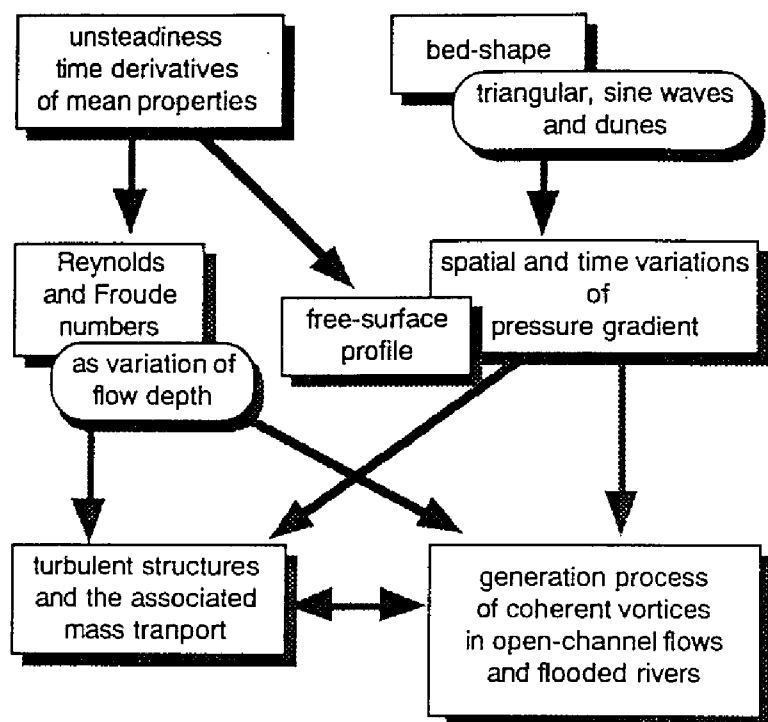 unsteadiness
time derivatives
of mean properties
bed-shape
triangular, sine waves
and dunes
Reynolds
and Froude
numbers
as variation of
flow depth
free-surface
profile
spatial and time variations
of
pressure gradient
turbulent structures
and the associated
mass tranport
generation process
of coherent vortices
in open-channel flows
and flooded rivers